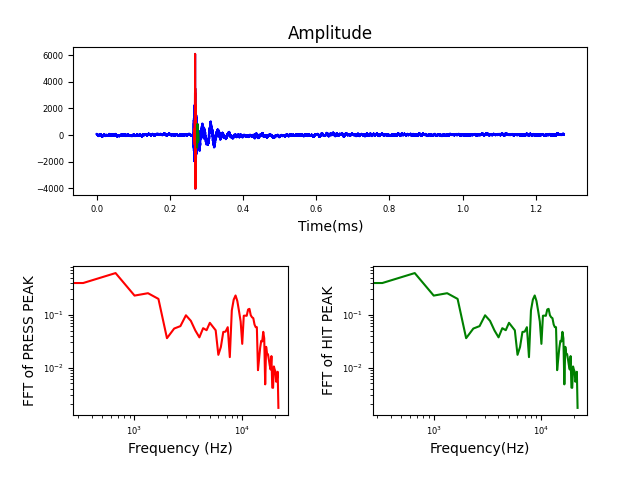 Amplitude
6000
4000
2000
0
−2000
−4000
0.0 0.2 0.4 0.6 0.8 1.0 1.2
Time(ms)
FFT of PRESS PEAK
10⁻¹
10⁻²
10³ 10⁴
Frequency (Hz)
FFT of HIT PEAK
10⁻¹
10⁻²
10³ 10⁴
Frequency(Hz)